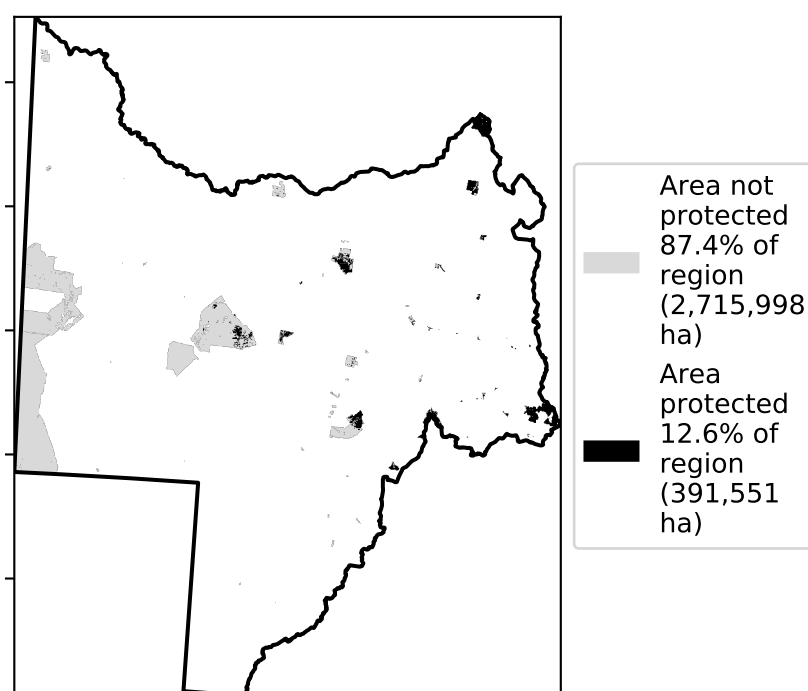 Area not
protected
87.4% of
region
(2,715,998
ha)
Area
protected
12.6% of
region
(391,551
ha)